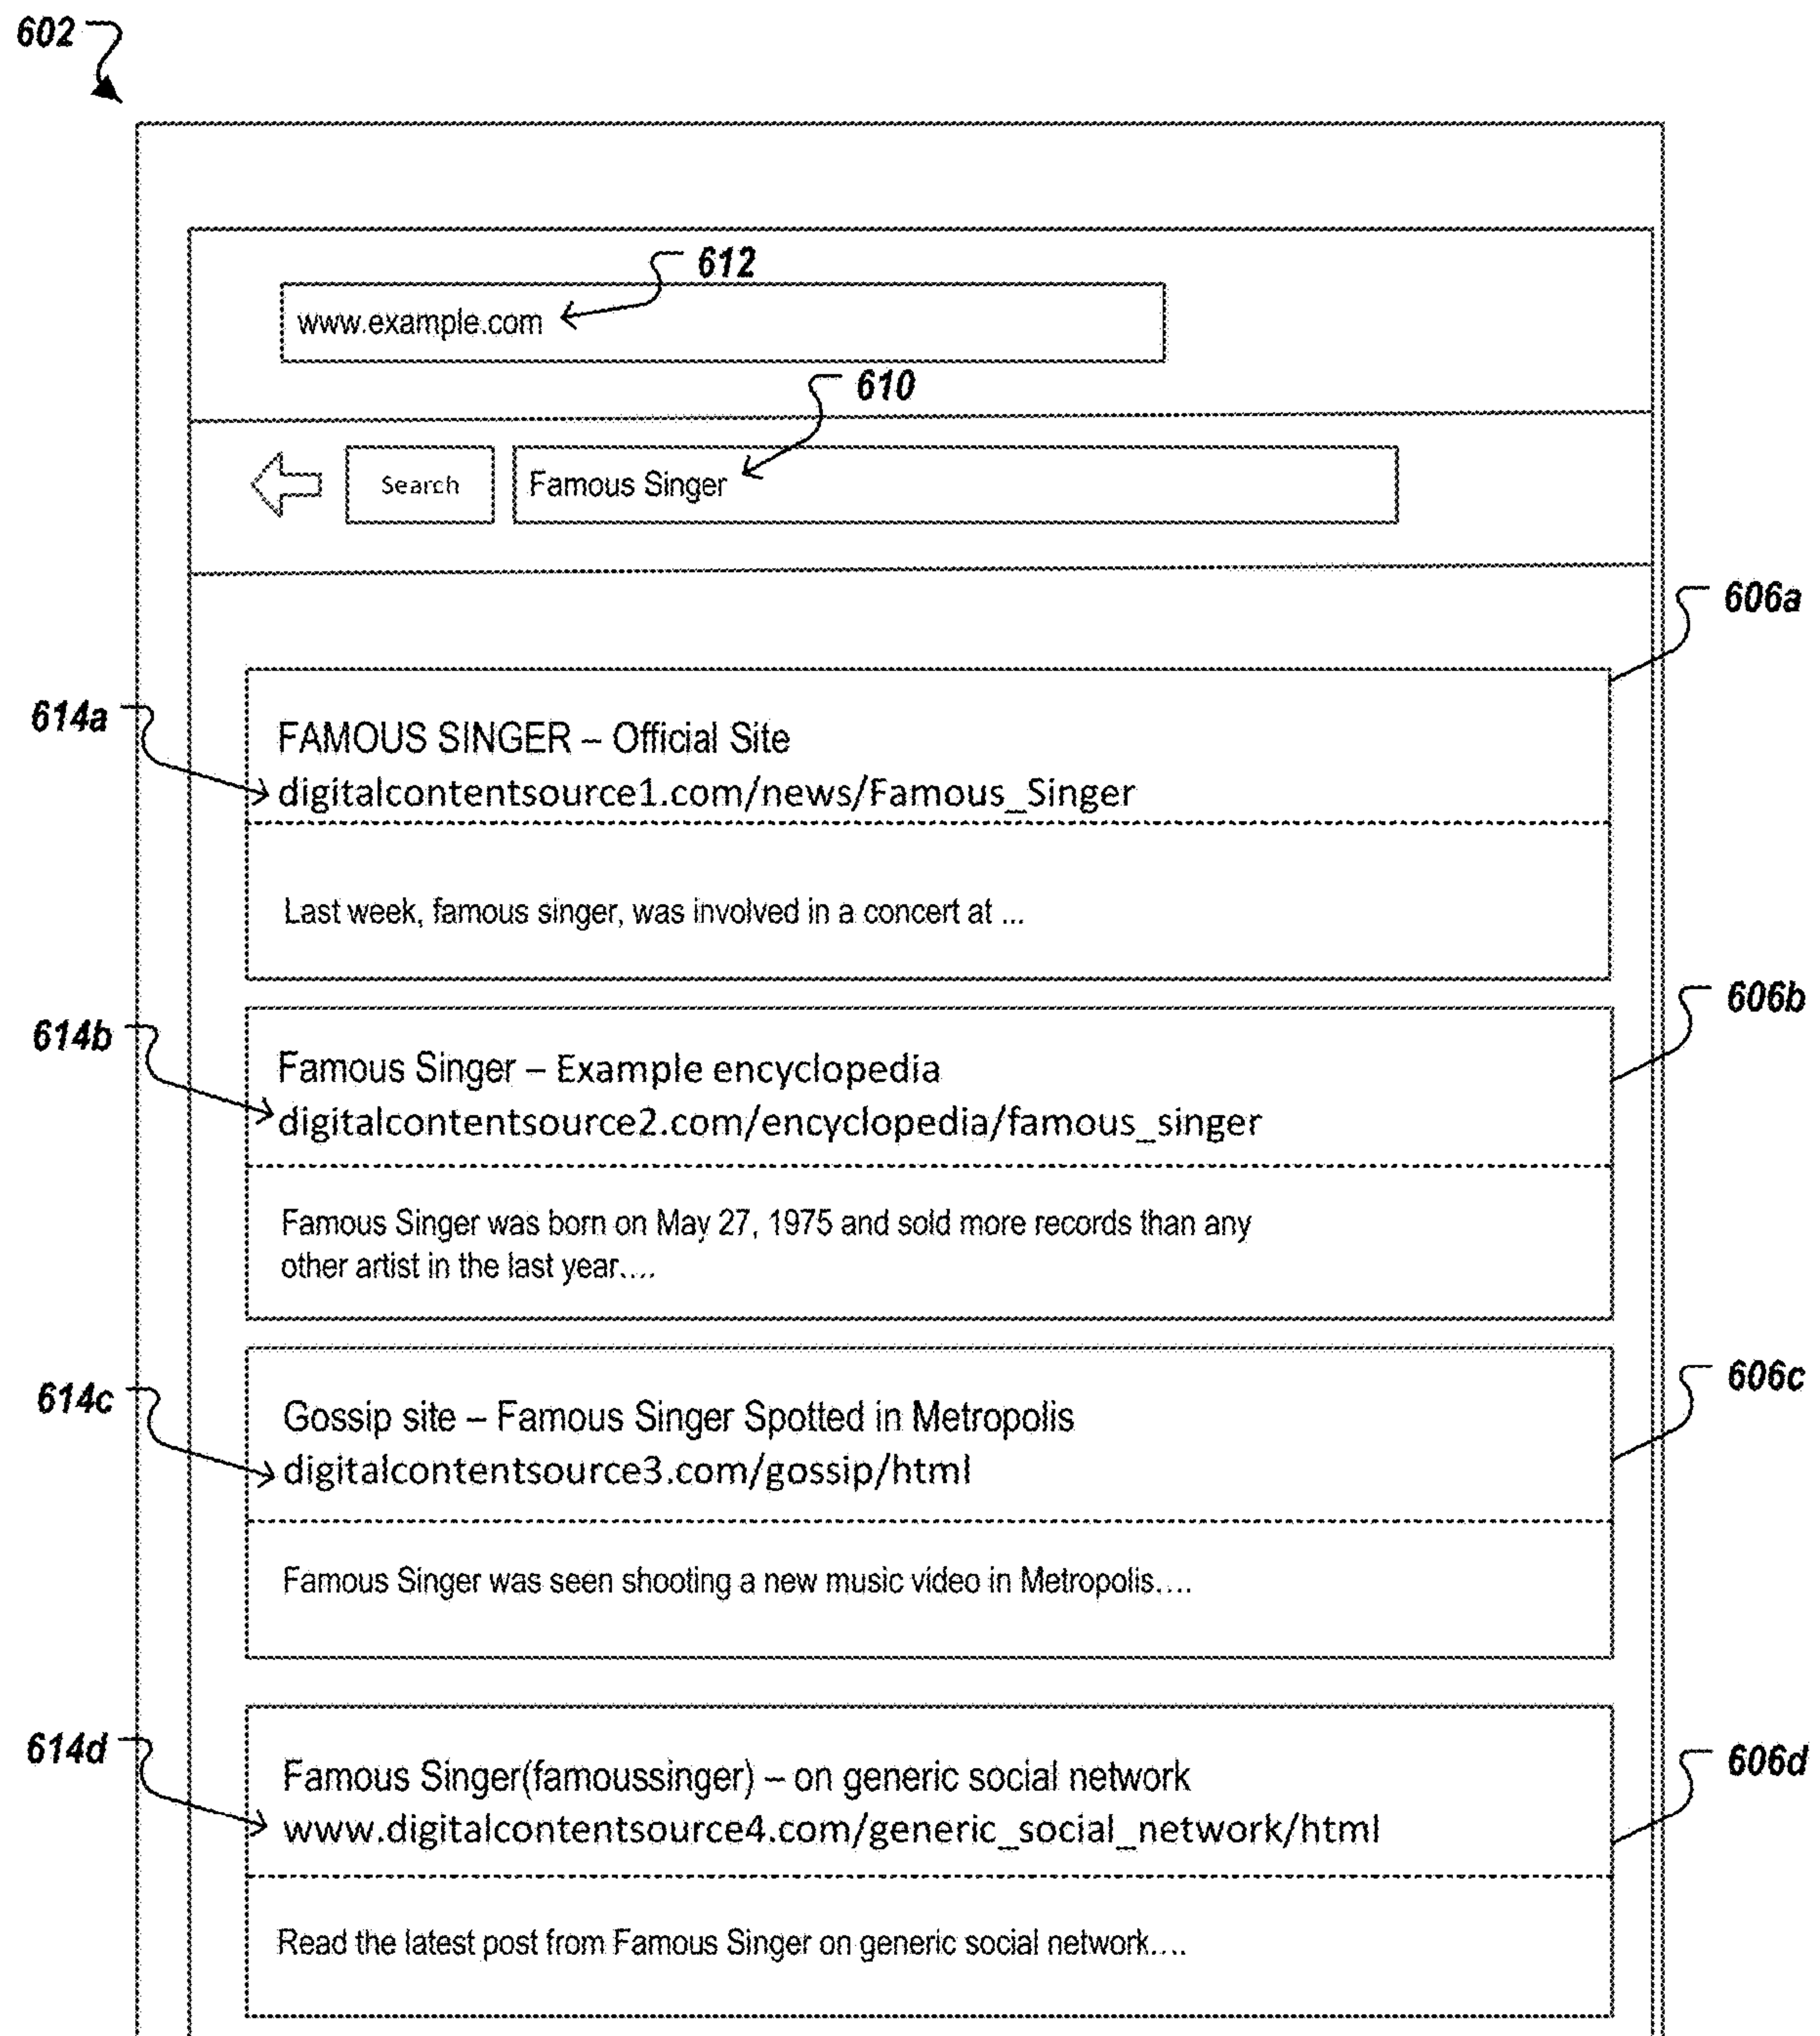 602
612
www.example.com
610
Search
Famous Singer
606a
614a
FAMOUS SINGER – Official Site
digitalcontentsource1.com/news/Famous_Singer
Last week, famous singer, was involved in a concert at ...
606b
614b
Famous Singer – Example encyclopedia
digitalcontentsource2.com/encyclopedia/famous_singer
Famous Singer was born on May 27, 1975 and sold more records than any
other artist in the last year....
606c
614c
Gossip site – Famous Singer Spotted in Metropolis
digitalcontentsource3.com/gossip/html
Famous Singer was seen shooting a new music video in Metropolis....
606d
614d
Famous Singer(famoussinger) – on generic social network
www.digitalcontentsource4.com/generic_social_network/html
Read the latest post from Famous Singer on generic social network....